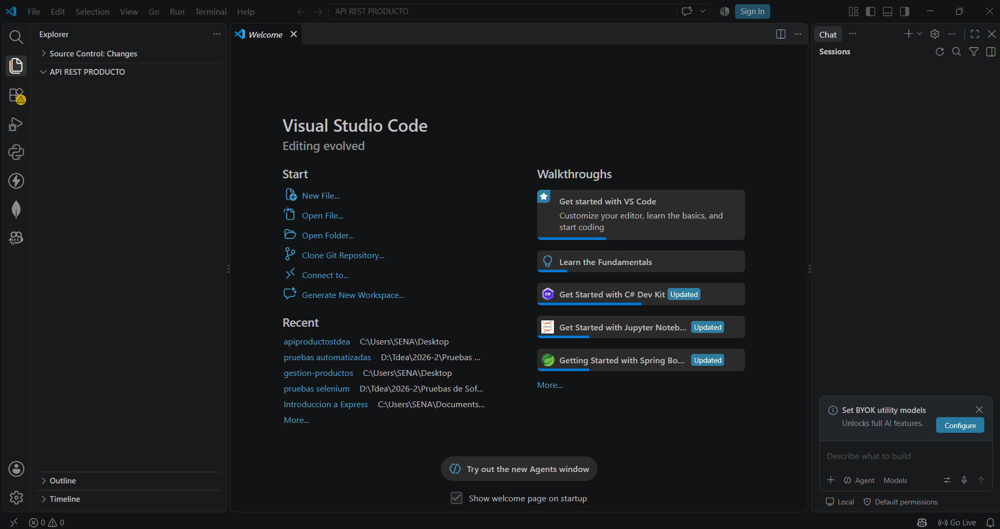 File Edit Selection View Go Run Terminal Help
API REST PRODUCTO
Sign In
Explorer
Source Control: Changes
API REST PRODUCTO
Outline
Timeline
Welcome
Visual Studio Code
Editing evolved
Start
New File...
Open File...
Open Folder...
Clone Git Repository...
Connect to...
Generate New Workspace...
Recent
apiproductostdea C:\Users\SENA\Desktop
pruebas automatizadas D:\Tdea\2026-2\Pruebas ...
gestion-productos C:\Users\SENA\Desktop
pruebas selenium D:\Tdea\2026-2\Pruebas de Sof...
Introduccion a Express C:\Users\SENA\Documents...
More...
Walkthroughs
Get started with VS Code
Customize your editor, learn the basics, and
start coding
Learn the Fundamentals
C#
Get Started with C# Dev Kit Updated
jupyter
Get Started with Jupyter Noteb... Updated
Getting Started with Spring Bo... Updated
More...
Try out the new Agents window
Show welcome page on startup
Chat
Sessions
Set BYOK utility models
Unlocks full AI features.
Configure
Describe what to build
Agent Models
Local Default permissions
0 0
Go Live